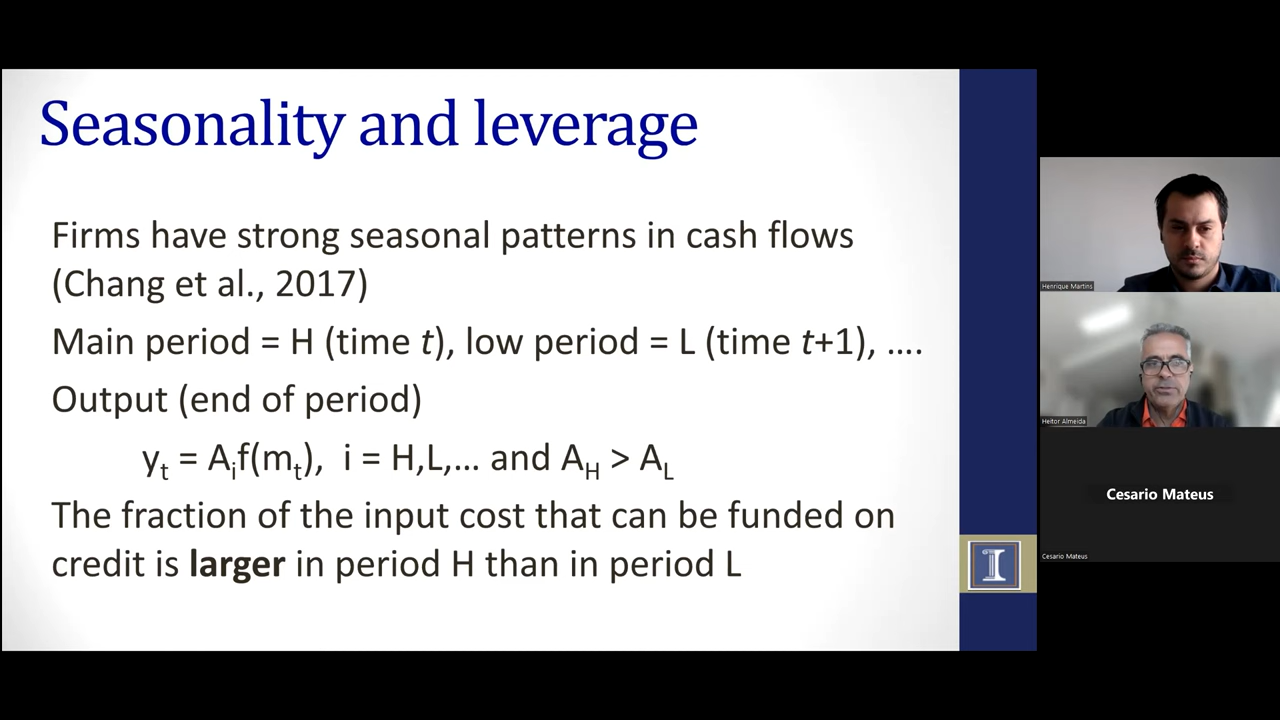 Seasonality and leverage
Firms have strong seasonal patterns in cash flows
(Chang et al., 2017)
Main period = H (time t), low period = L (time t+1), ....
Output (end of period)
yₜ = Aᵢf(mₜ), i = H,L,... and A_H > A_L
The fraction of the input cost that can be funded on
credit is larger in period H than in period L
I
Henrique Martins
Heitor Almeida
Cesario Mateus
Cesario Mateus